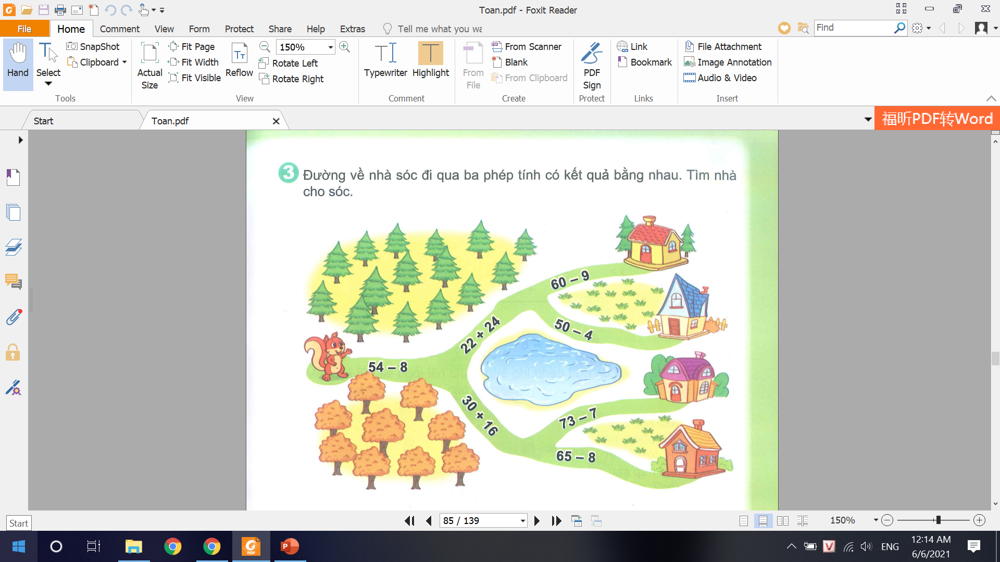 Toan.pdf - Foxit Reader
File Home Comment View Form Protect Share Help Extras Tell me what you wa Find
Hand Select SnapShot Clipboard
Tools
Actual Size Fit Page Fit Width Fit Visible Reflow 150% Rotate Left Rotate Right
View
Typewriter Highlight
Comment
From File From Scanner Blank From Clipboard
Create
PDF Sign
Protect
Link Bookmark
Links
File Attachment Image Annotation Audio & Video
Insert
Start Toan.pdf 福昕PDF转Word
3 Đường về nhà sóc đi qua ba phép tính có kết quả bằng nhau. Tìm nhà
cho sóc.
60 – 9
50 – 4
22 + 24
54 – 8
30 + 16
73 – 7
65 – 8
Start 85 / 139 150%
ENG 12:14 AM
6/6/2021